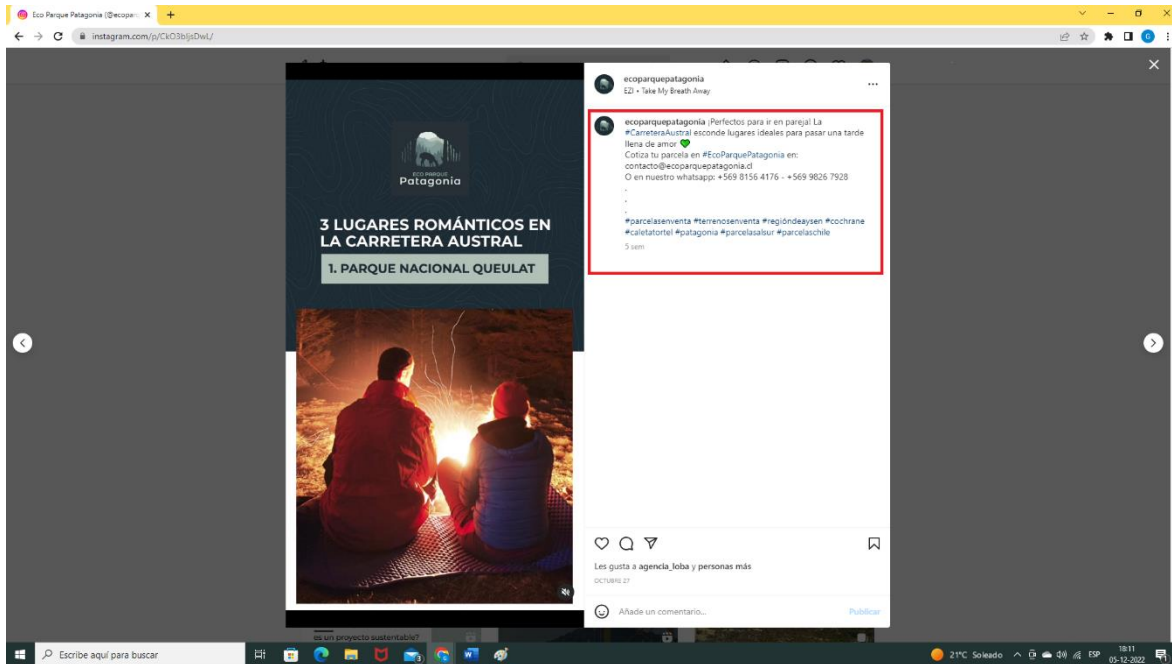 Eco Parque Patagonia (@ecoparq
instagram.com/p/CkO3bljsDwL/
ECO PARQUE
Patagonia
3 LUGARES ROMÁNTICOS EN
LA CARRETERA AUSTRAL
1. PARQUE NACIONAL QUEULAT
ecoparquepatagonia
EZI • Take My Breath Away
ecoparquepatagonia ¡Perfectos para ir en pareja! La
#CarreteraAustral esconde lugares ideales para pasar una tarde
llena de amor 💚
Cotiza tu parcela en #EcoParquePatagonia en:
contacto@ecoparquepatagonia.cl
O en nuestro whatsapp: +569 8156 4176 - +569 9826 7928
.
.
.
#parcelasenventa #terrenosenventa #regióndeaysen #cochrane
#caletatortel #patagonia #parcelasalsur #parcelaschile
5 sem
Les gusta a agencia_loba y personas más
OCTUBRE 27
Añade un comentario...
Publicar
es un proyecto sustentable?
Escribe aquí para buscar
21°C Soleado
ESP
18:11
05-12-2022